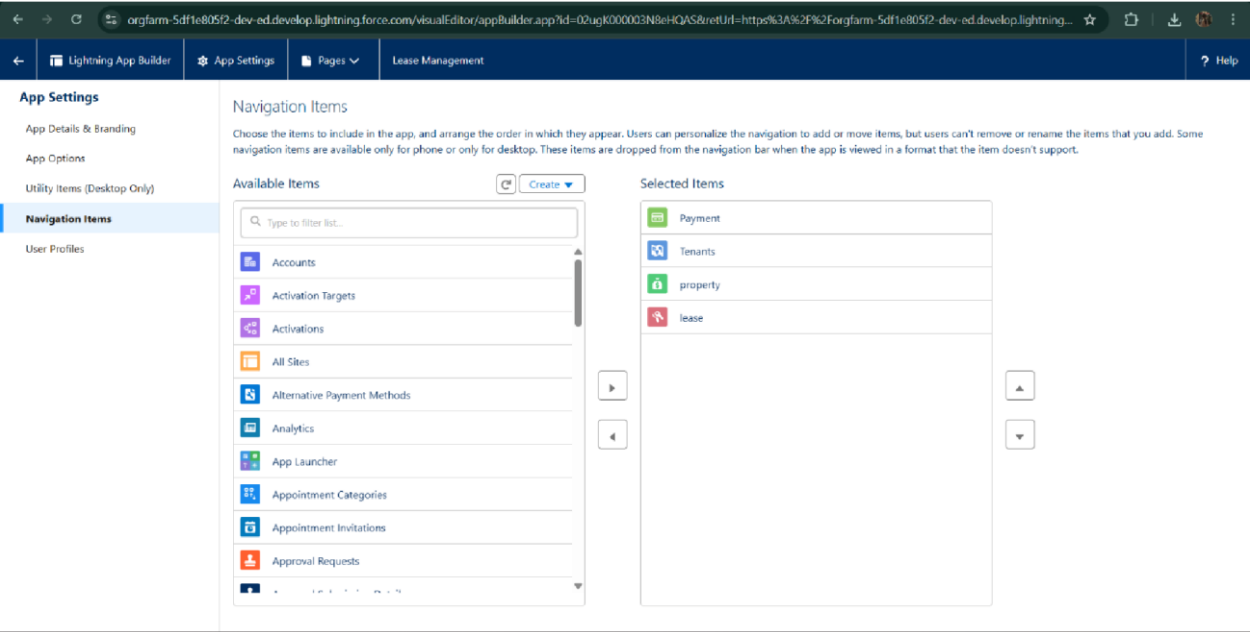 orgfarm-5df1e805f2-dev-ed.develop.lightning.force.com/visualEditor/appBuilder.app?id=02ugK000003N8eHQAS&retUrl=https%3A%2F%2Forgfarm-5df1e805f2-dev-ed.develop.lightning...
Lightning App Builder
App Settings
Pages
Lease Management
? Help
App Settings
App Details & Branding
App Options
Utility Items (Desktop Only)
Navigation Items
User Profiles
Navigation Items
Choose the items to include in the app, and arrange the order in which they appear. Users can personalize the navigation to add or move items, but users can't remove or rename the items that you add. Some
navigation items are available only for phone or only for desktop. These items are dropped from the navigation bar when the app is viewed in a format that the item doesn't support.
Available Items
Create
Type to filter list...
Accounts
Activation Targets
Activations
All Sites
Alternative Payment Methods
Analytics
App Launcher
Appointment Categories
Appointment Invitations
Approval Requests
Selected Items
Payment
Tenants
property
lease